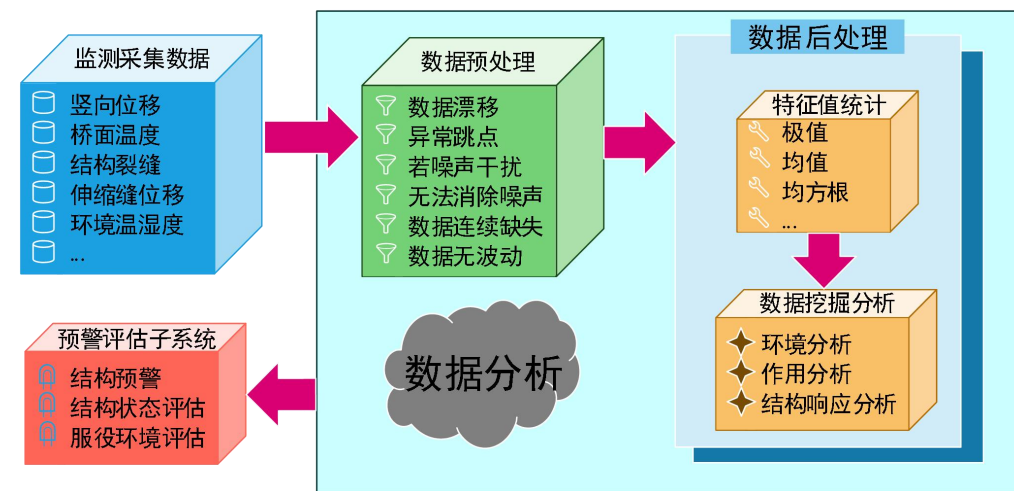 监测采集数据
竖向位移
桥面温度
结构裂缝
伸缩缝位移
环境温湿度
...
数据预处理
数据漂移
异常跳点
若噪声干扰
无法消除噪声
数据连续缺失
数据无波动
数据后处理
特征值统计
极值
均值
均方根
...
数据挖掘分析
环境分析
作用分析
结构响应分析
数据分析
预警评估子系统
结构预警
结构状态评估
服役环境评估